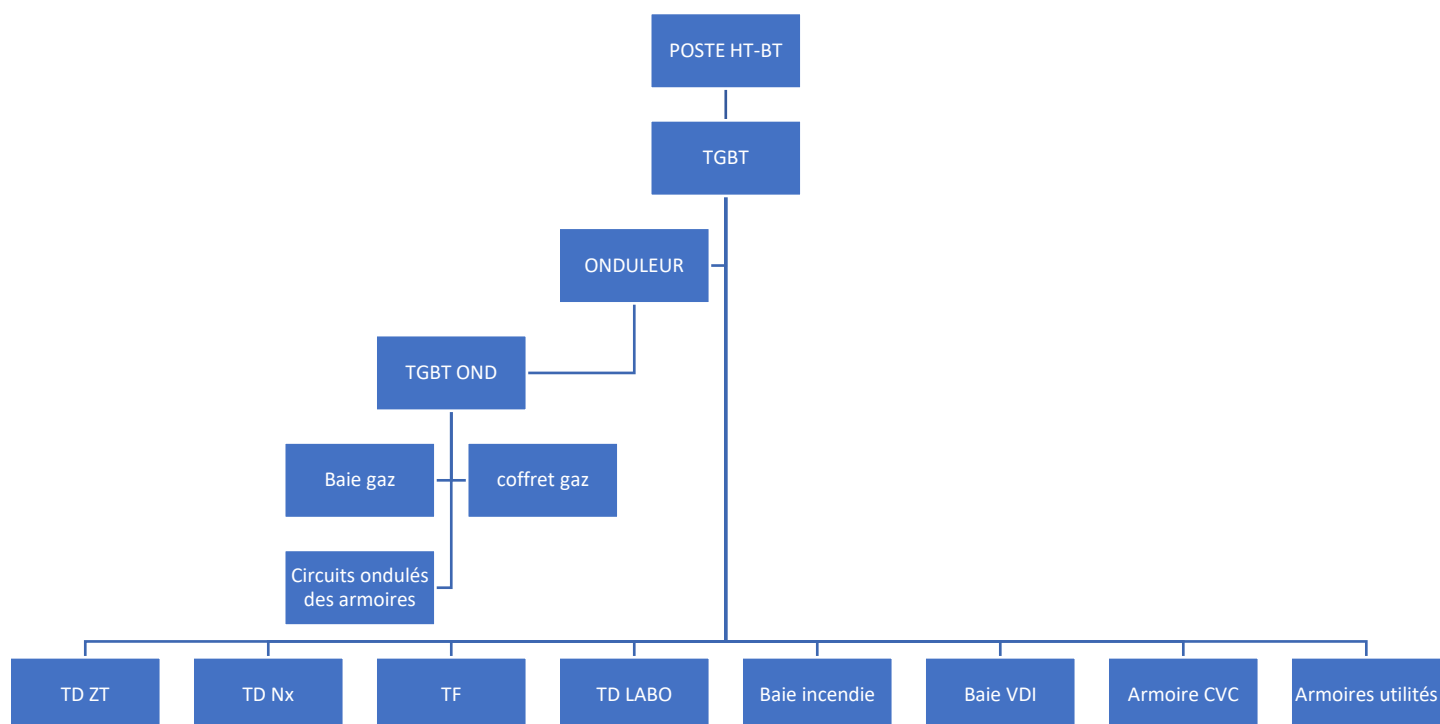 POSTE HT-BT
TGBT
ONDULEUR
TGBT OND
Baie gaz
coffret gaz
Circuits ondulés
des armoires
TD ZT
TD Nx
TF
TD LABO
Baie incendie
Baie VDI
Armoire CVC
Armoires utilités